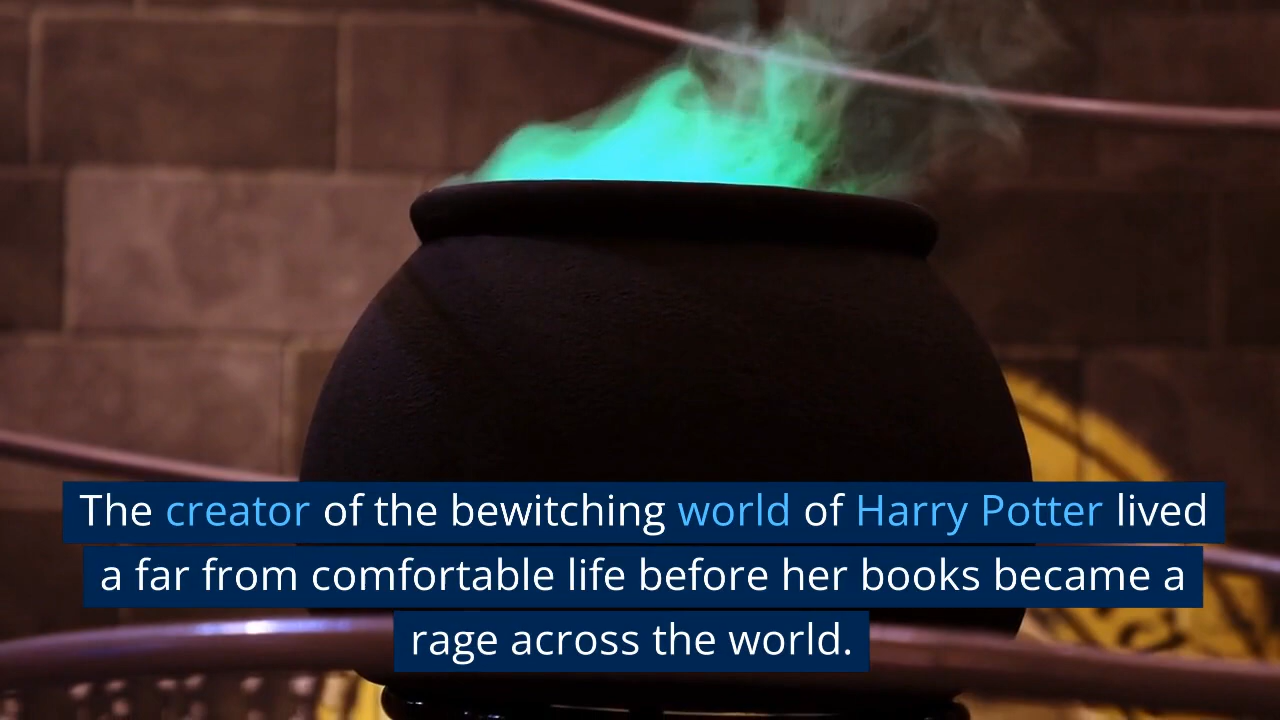 The creator of the bewitching world of Harry Potter lived
a far from comfortable life before her books became a
rage across the world.